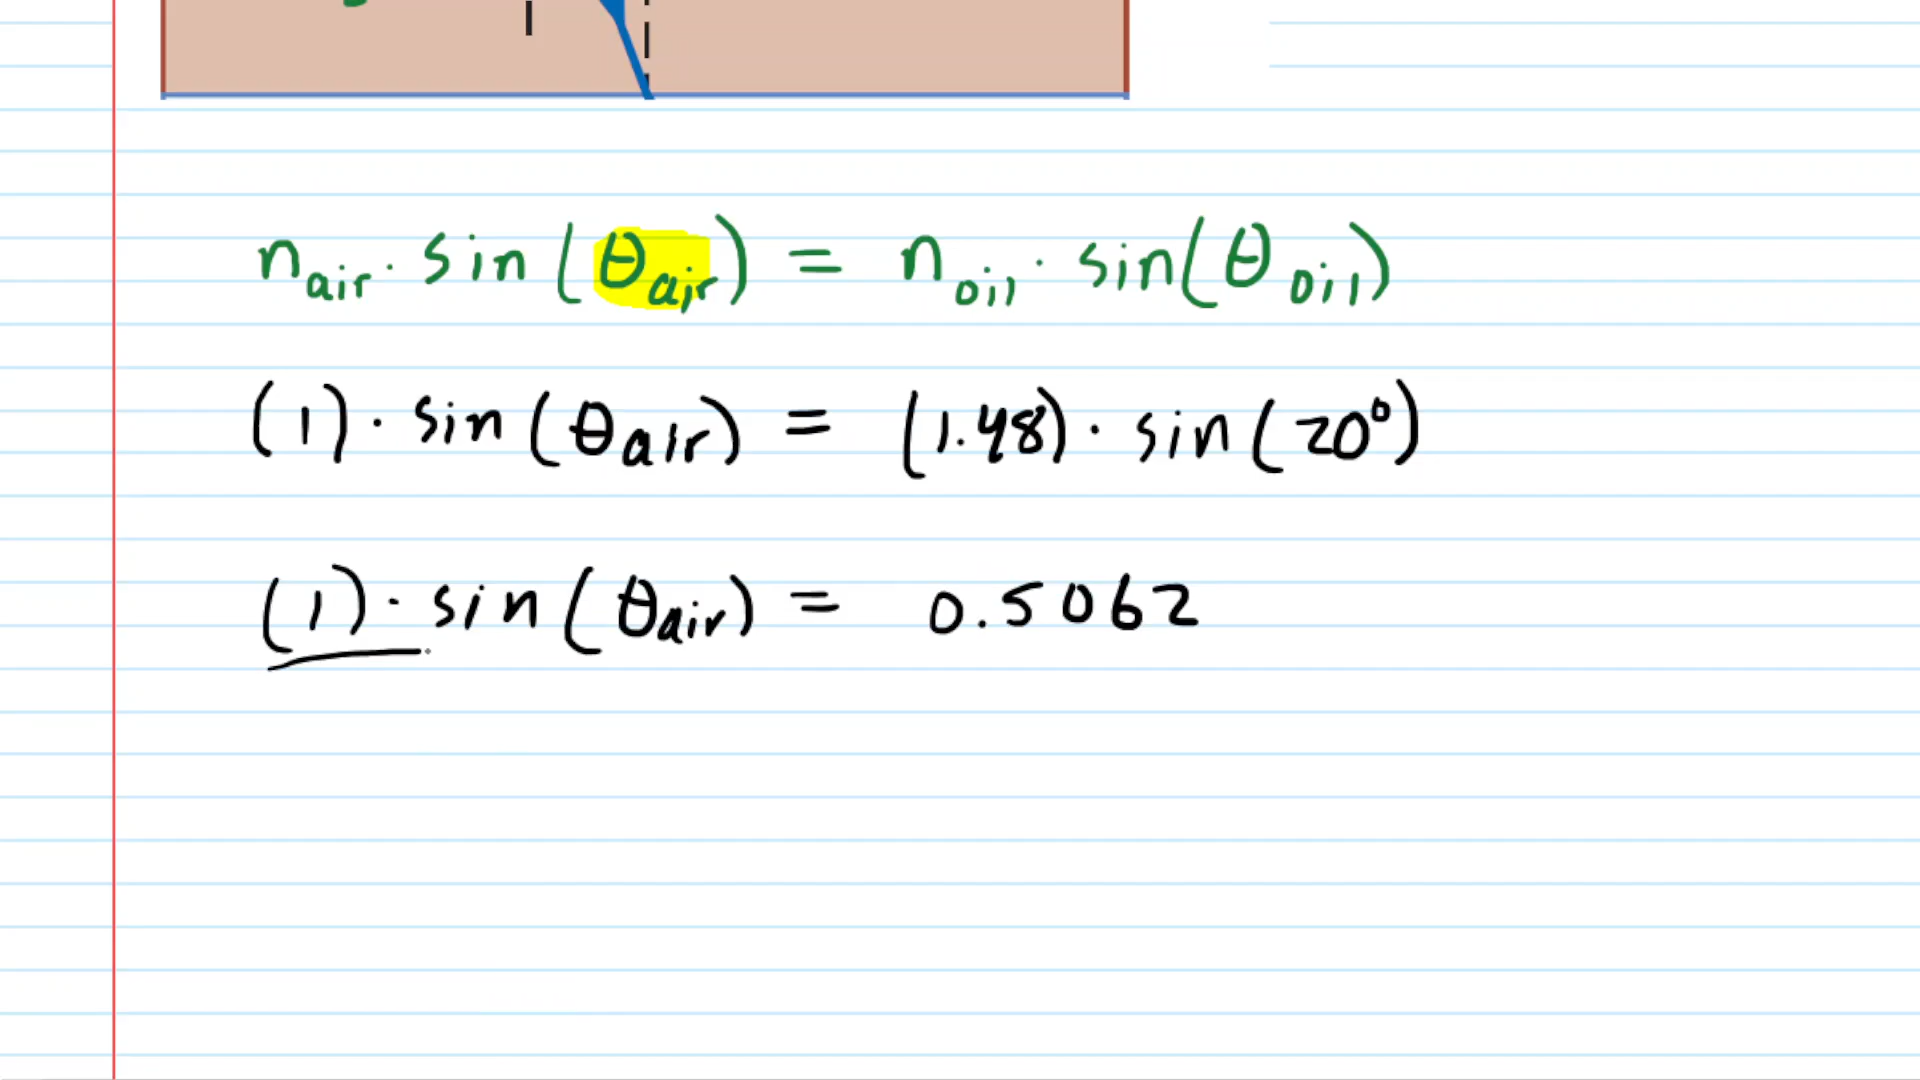 n_air · sin(θ_air) = n_oil · sin(θ_oil)
(1) · sin(θ_air) = (1.48) · sin(20°)
(1) · sin(θ_air) = 0.5062